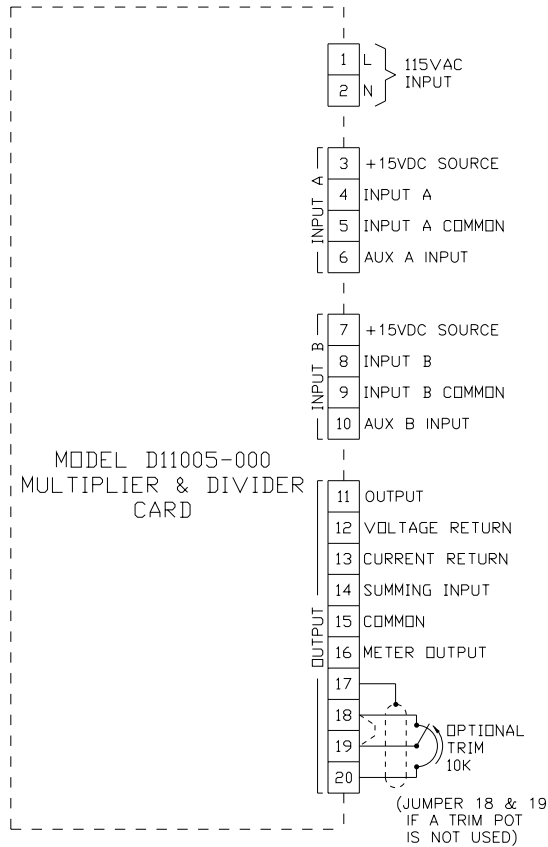 1 L
115VAC
INPUT
2 N
INPUT A
3 +15VDC SOURCE
4 INPUT A
5 INPUT A COMMON
6 AUX A INPUT
INPUT B
7 +15VDC SOURCE
8 INPUT B
9 INPUT B COMMON
10 AUX B INPUT
MODEL D11005-000
MULTIPLIER & DIVIDER
CARD
OUTPUT
11 OUTPUT
12 VOLTAGE RETURN
13 CURRENT RETURN
14 SUMMING INPUT
15 COMMON
16 METER OUTPUT
17
18
19
20
OPTIONAL
TRIM
10K
(JUMPER 18 & 19
IF A TRIM POT
IS NOT USED)